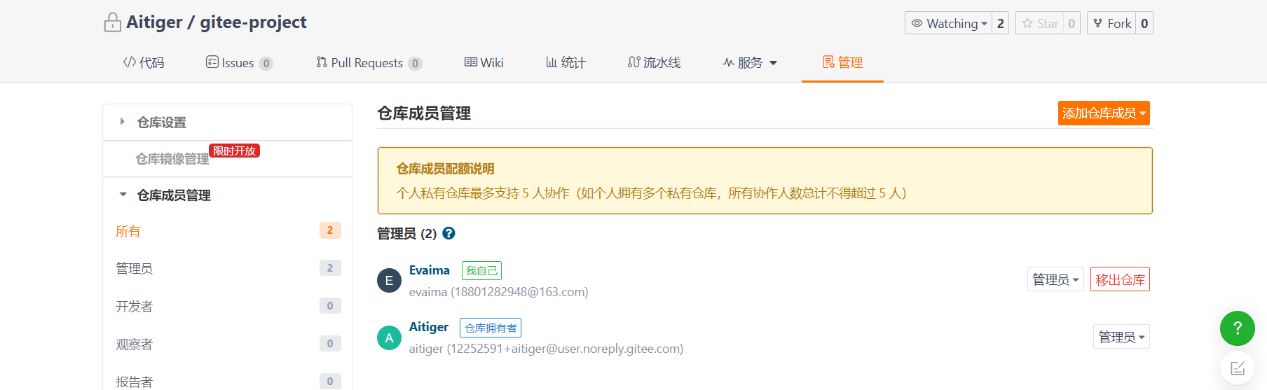 Aitiger / gitee-project
Watching 2 Star 0 Fork 0
代码 Issues 0 Pull Requests 0 Wiki 统计 流水线 服务 管理
仓库设置
仓库镜像管理 限时开放
仓库成员管理
所有 2
管理员 2
开发者 0
观察者 0
报告者 0
仓库成员管理 添加仓库成员
仓库成员配额说明
个人私有仓库最多支持 5 人协作（如个人拥有多个私有仓库，所有协作人数总计不得超过 5 人）
管理员 (2) ?
E Evaima 我自己 管理员 移出仓库
evaima (18801282948@163.com)
A Aitiger 仓库拥有者 管理员
aitiger (12252591+aitiger@user.noreply.gitee.com)
?